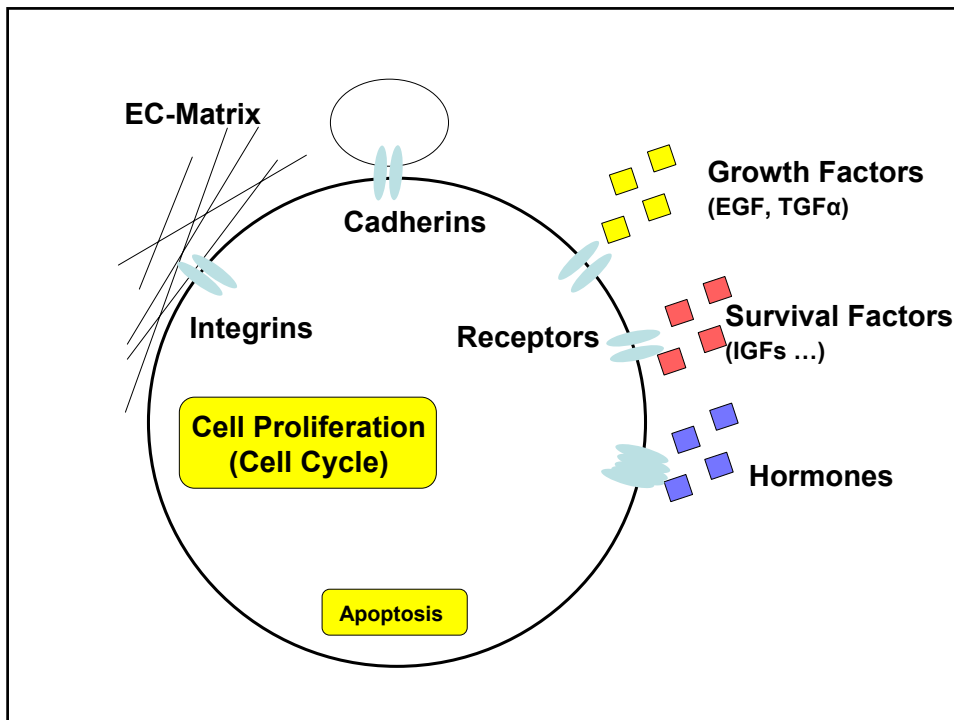 EC-Matrix
Cadherins
Growth Factors
(EGF, TGFα)
Integrins
Receptors
Survival Factors
(IGFs ...)
Cell Proliferation
(Cell Cycle)
Hormones
Apoptosis